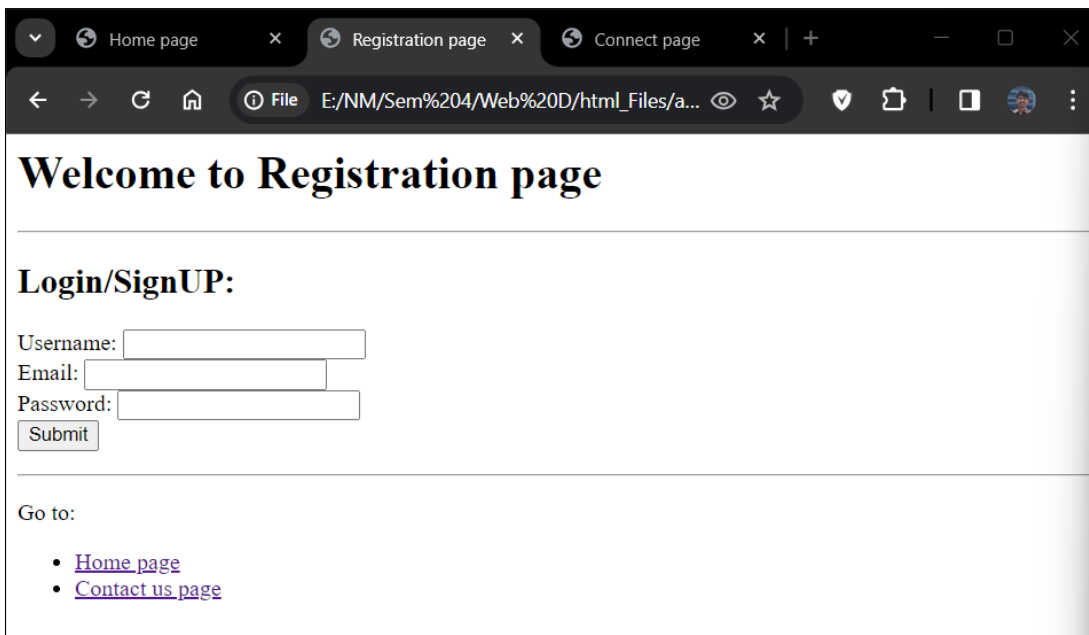 Home page Registration page Connect page
File E:/NM/Sem%204/Web%20D/html_Files/a...
Welcome to Registration page
Login/SignUP:
Username:
Email:
Password:
Submit
Go to:
Home page
Contact us page